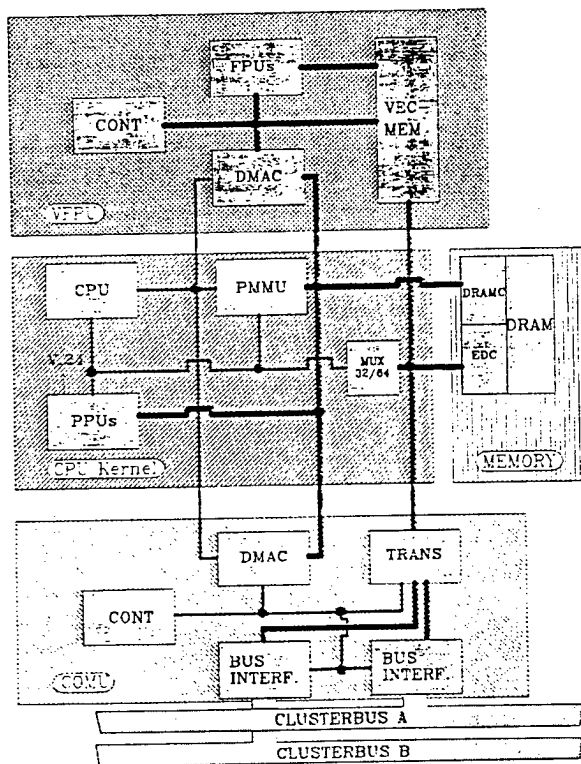 FPUs
VEC
MEM
CONT
DMAC
VFPU
CPU
PMMU
DRAMC
DRAM
EDC
V.24
MUX
32/64
PPUs
CPU Kernel
MEMORY
DMAC
TRANS
CONT
BUS
INTERF.
BUS
INTERF.
COMU
CLUSTERBUS A
CLUSTERBUS B